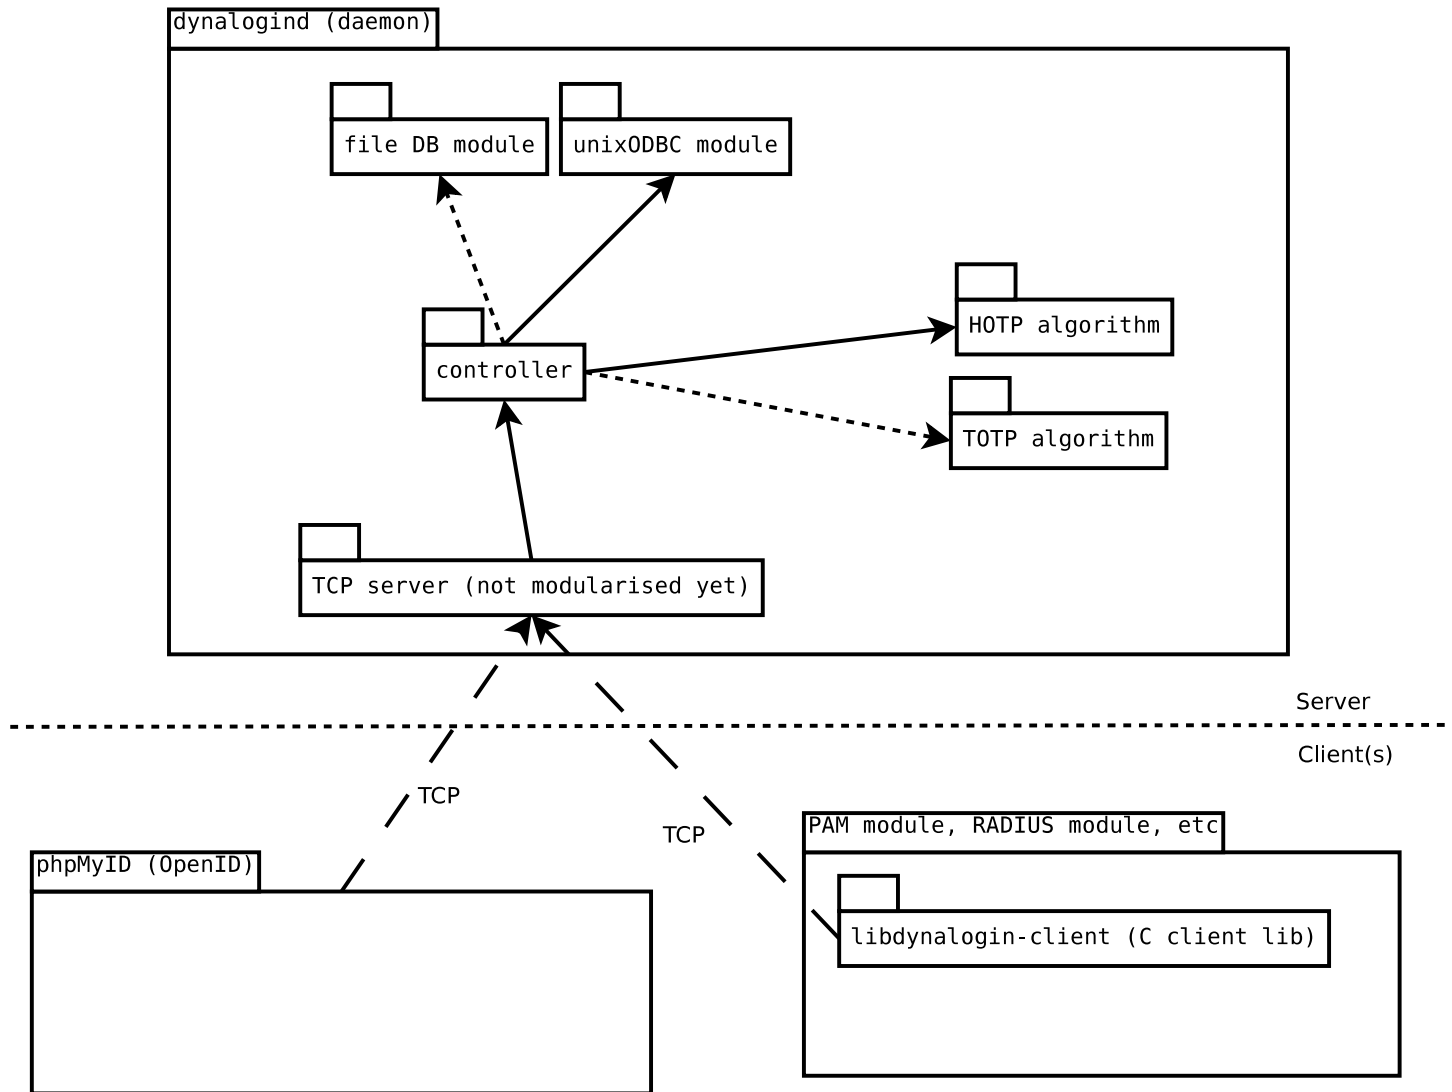 dynalogind (daemon)
file DB module
unixODBC module
HOTP algorithm
controller
TOTP algorithm
TCP server (not modularised yet)
Server
Client(s)
TCP
TCP
PAM module, RADIUS module, etc
phpMyID (OpenID)
libdynalogin-client (C client lib)